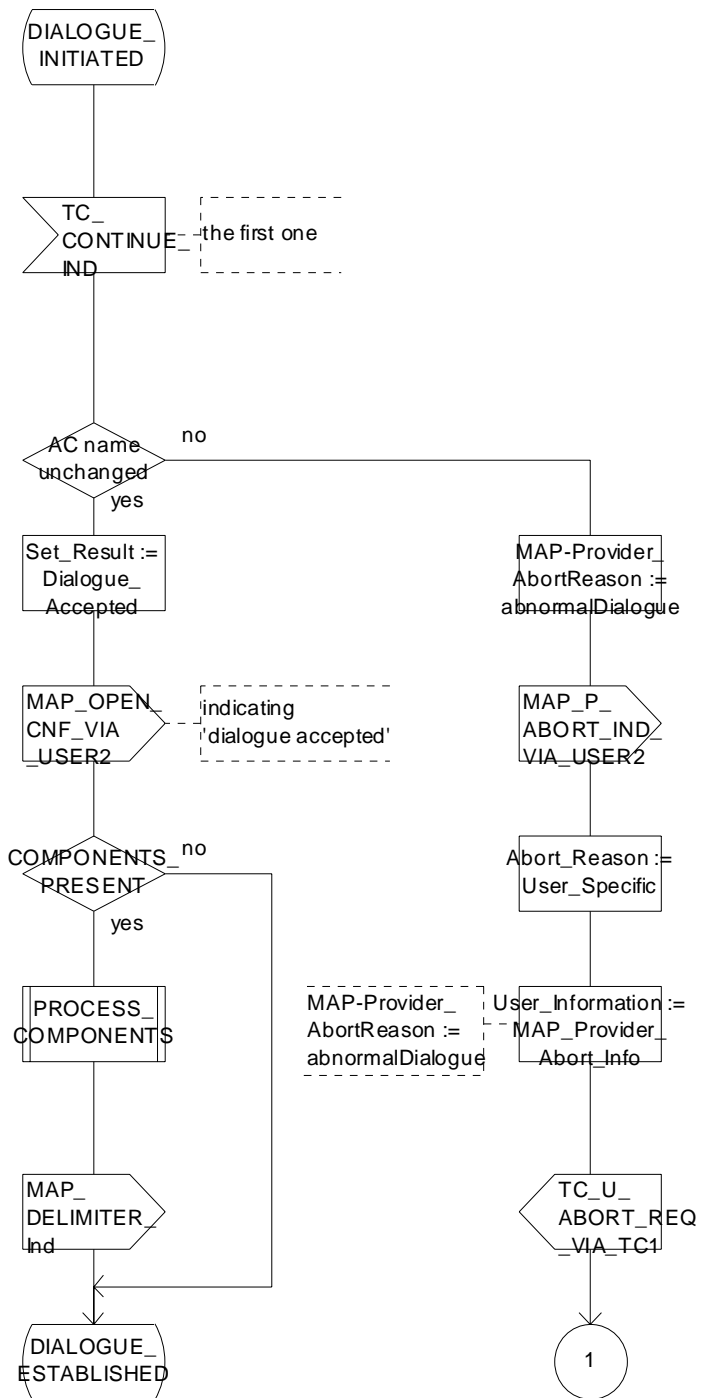 DIALOGUE_
INITIATED
TC_
CONTINUE_
IND
the first one
AC name
unchanged
no
yes
Set_Result :=
Dialogue_
Accepted
MAP_OPEN_
CNF_VIA
_USER2
indicating
'dialogue accepted'
COMPONENTS_
PRESENT
no
yes
PROCESS_
COMPONENTS
MAP_
DELIMITER_
Ind
DIALOGUE_
ESTABLISHED
MAP-Provider_
AbortReason :=
abnormalDialogue
MAP_P_
ABORT_IND_
VIA_USER2
Abort_Reason :=
User_Specific
MAP-Provider_
AbortReason :=
abnormalDialogue
User_Information :=
MAP_Provider_
Abort_Info
TC_U_
ABORT_REQ
_VIA_TC1
1